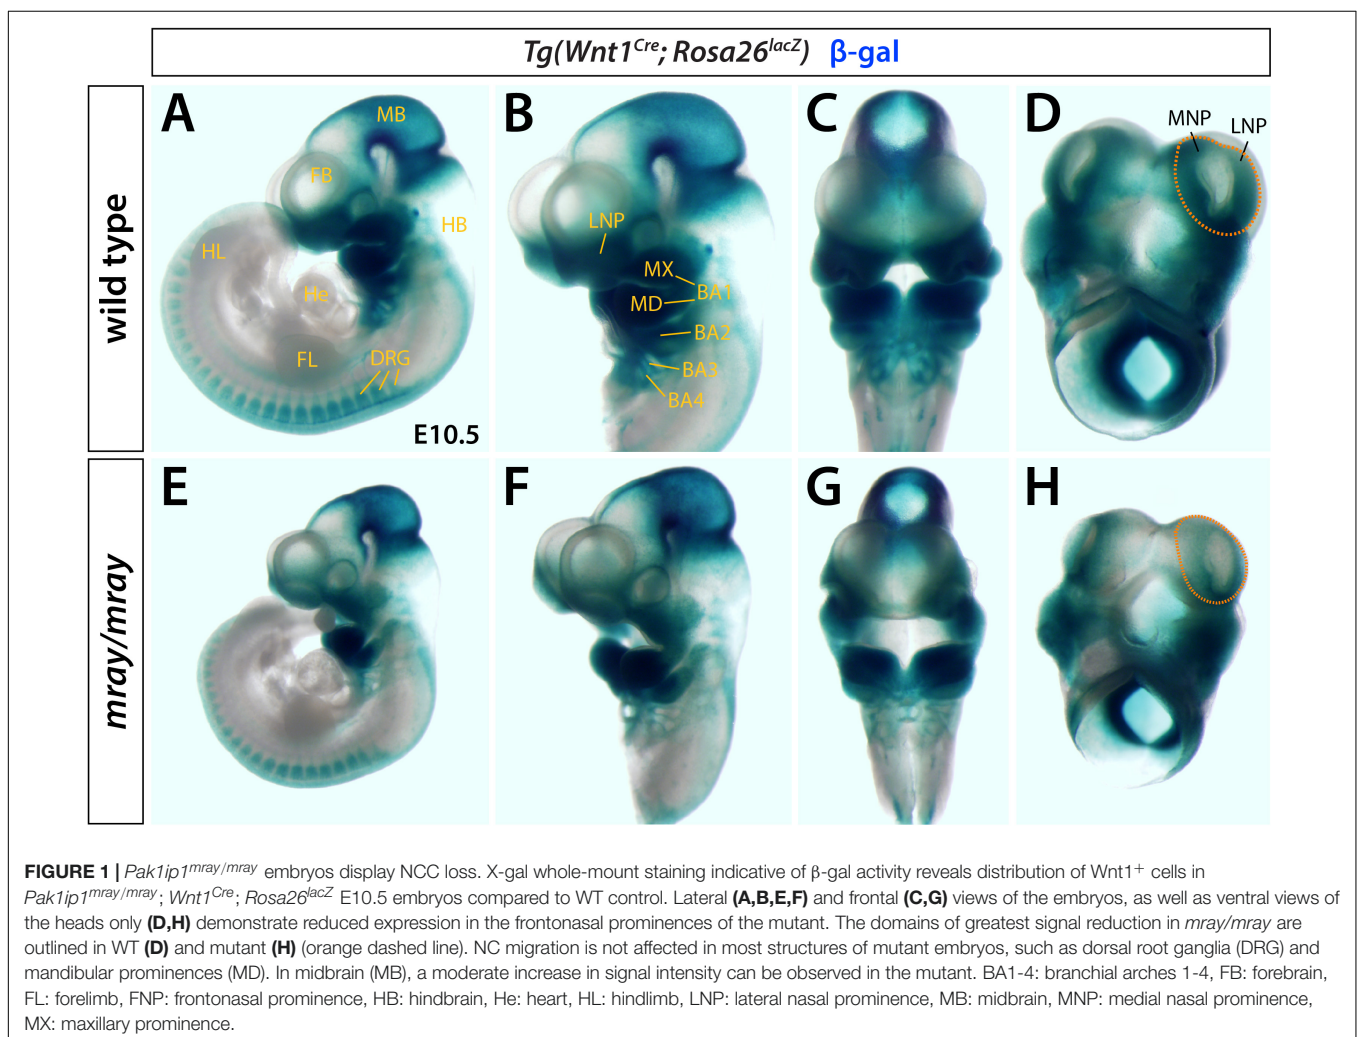 Tg(Wnt1Cre; Rosa26lacZ) β-gal
wild type
A
MB
FB
HB
HL
He
FL
DRG
E10.5
B
LNP
MX
BA1
MD
BA2
BA3
BA4
C
D
MNP
LNP
mray/mray
E
F
G
H
FIGURE 1 | Pak1ip1mray/mray embryos display NCC loss. X-gal whole-mount staining indicative of β-gal activity reveals distribution of Wnt1+ cells in
Pak1ip1mray/mray; Wnt1Cre; Rosa26lacZ E10.5 embryos compared to WT control. Lateral (A,B,E,F) and frontal (C,G) views of the embryos, as well as ventral views of
the heads only (D,H) demonstrate reduced expression in the frontonasal prominences of the mutant. The domains of greatest signal reduction in mray/mray are
outlined in WT (D) and mutant (H) (orange dashed line). NC migration is not affected in most structures of mutant embryos, such as dorsal root ganglia (DRG) and
mandibular prominences (MD). In midbrain (MB), a moderate increase in signal intensity can be observed in the mutant. BA1-4: branchial arches 1-4, FB: forebrain,
FL: forelimb, FNP: frontonasal prominence, HB: hindbrain, He: heart, HL: hindlimb, LNP: lateral nasal prominence, MB: midbrain, MNP: medial nasal prominence,
MX: maxillary prominence.